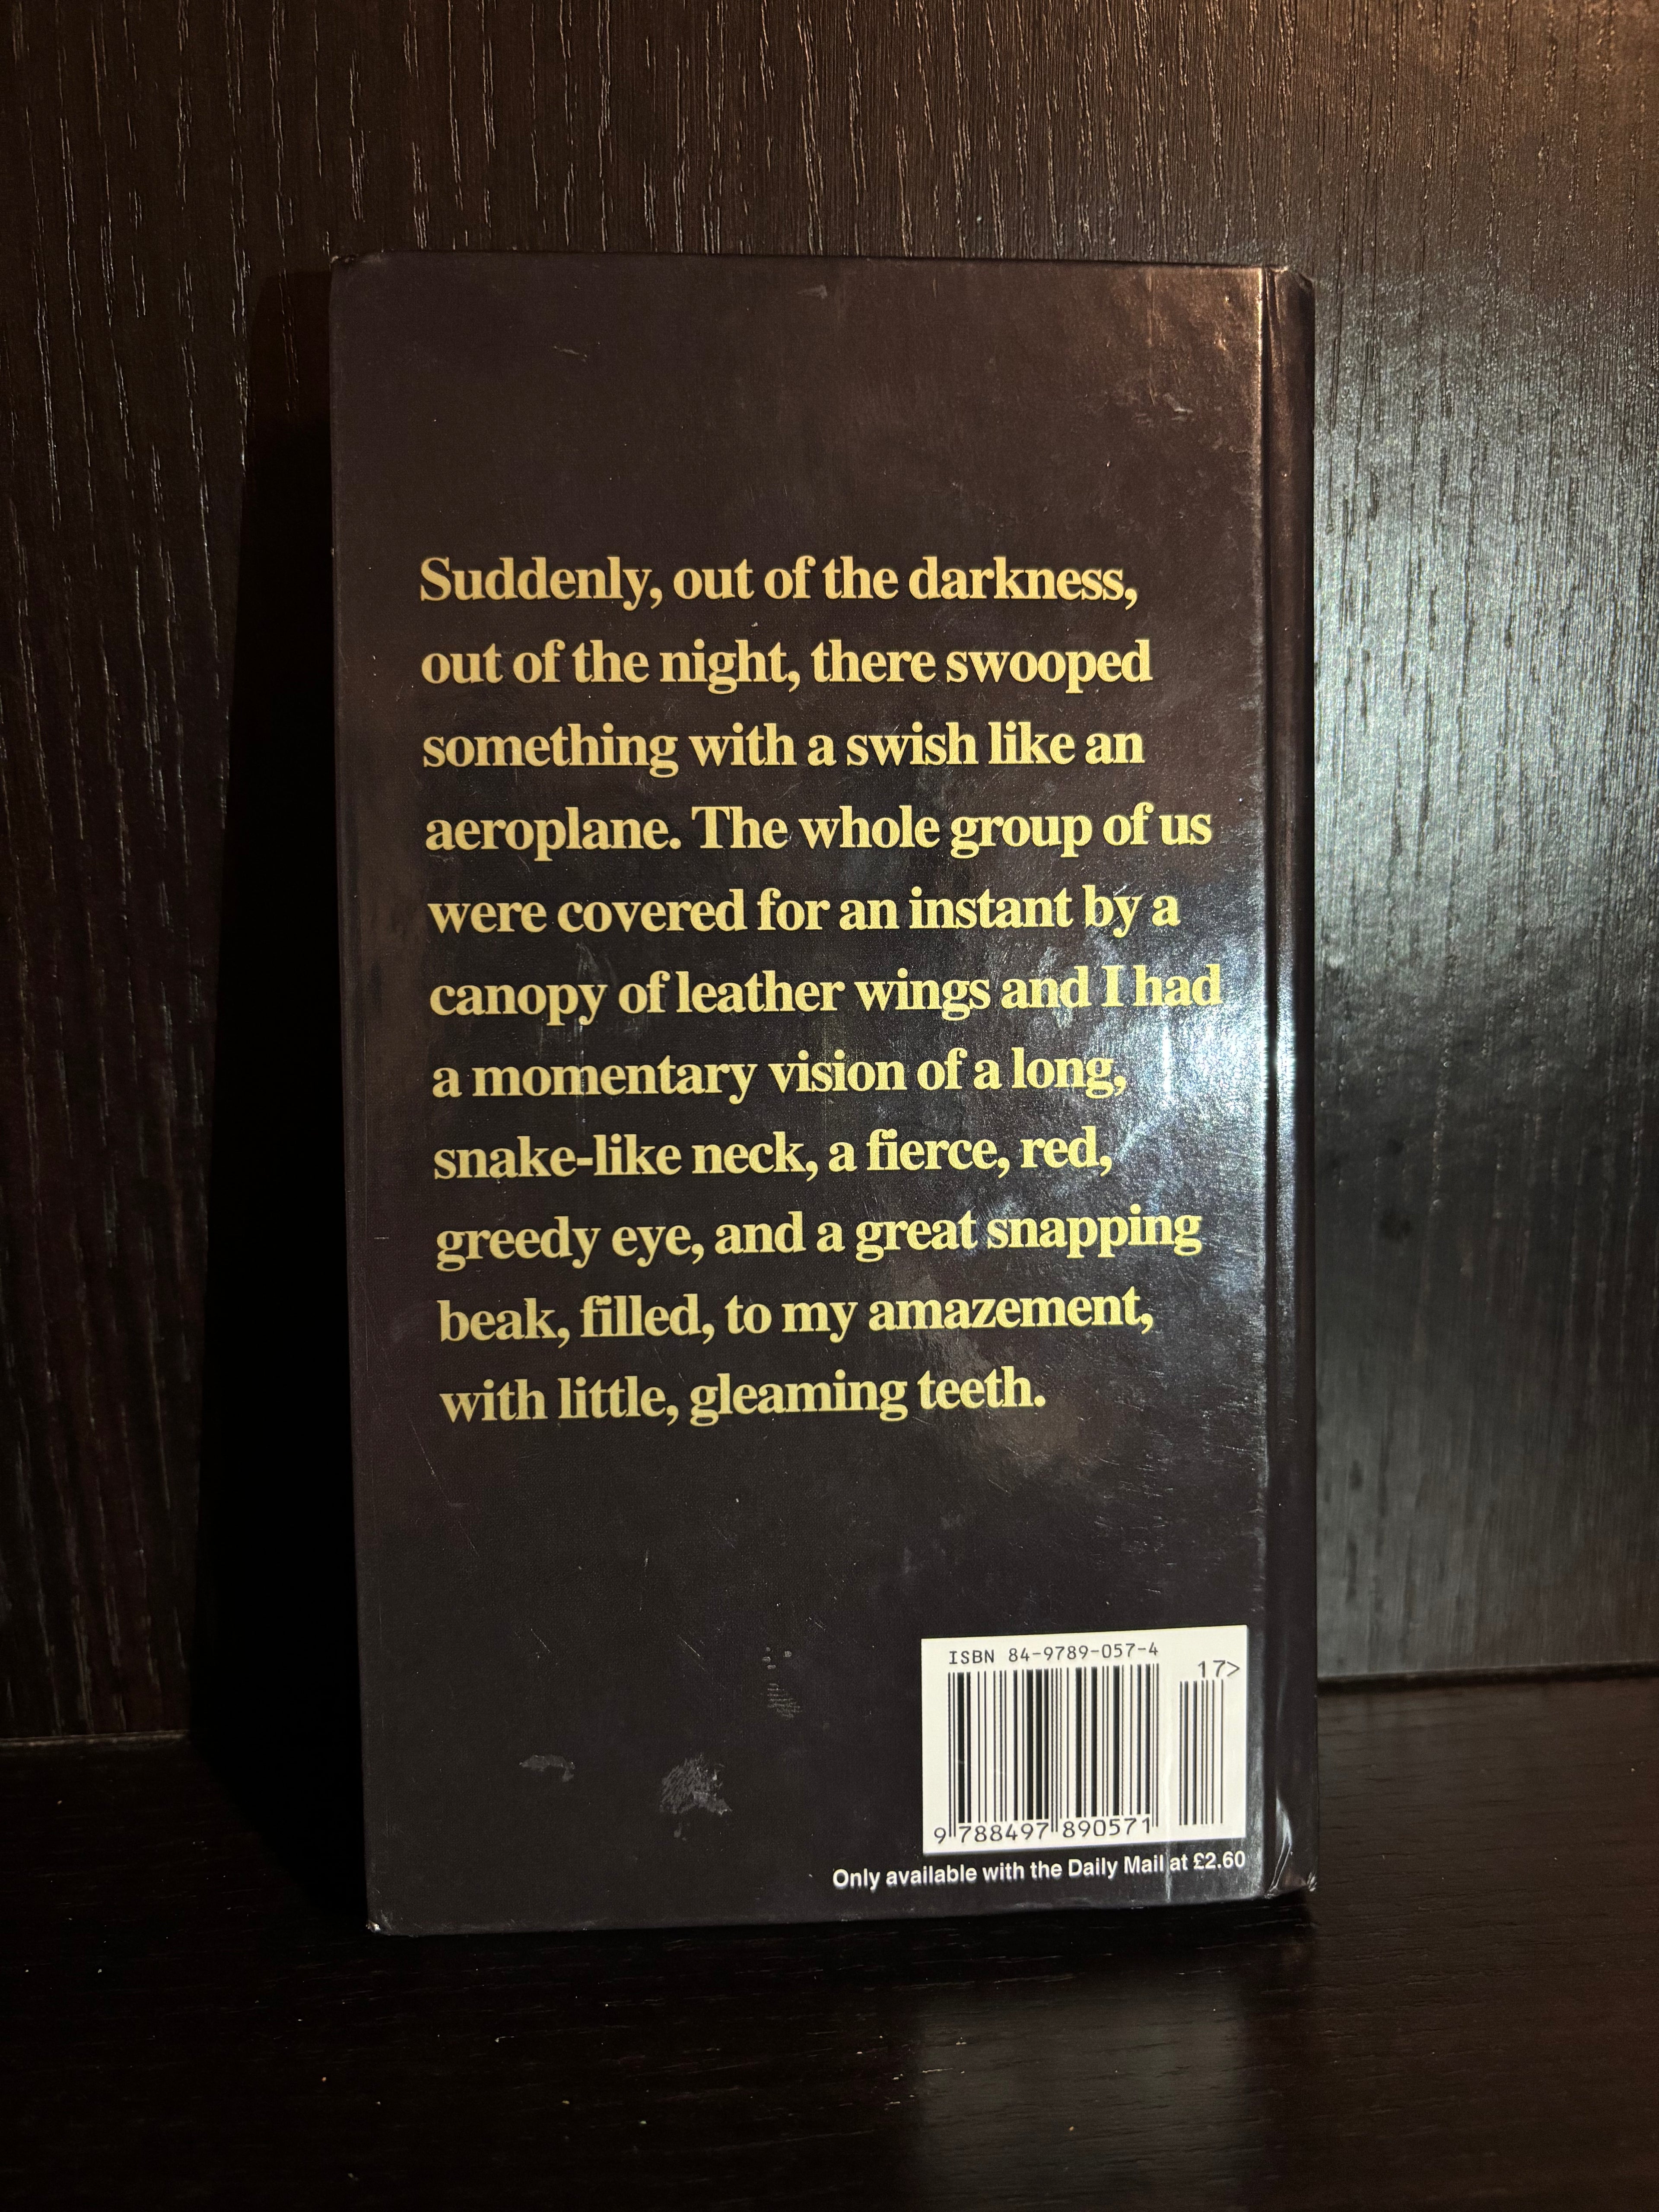 Suddenly, out of the darkness,
out of the night, there swooped
something with a swish like an
aeroplane. The whole group of us
were covered for an instant by a
canopy of leather wings and I had
a momentary vision of a long,
snake-like neck, a fierce, red,
greedy eye, and a great snapping
beak, filled, to my amazement,
with little, gleaming teeth.
ISBN 84-9789-057-4
17>
9 788497 890571
Only available with the Daily Mail at £2.60